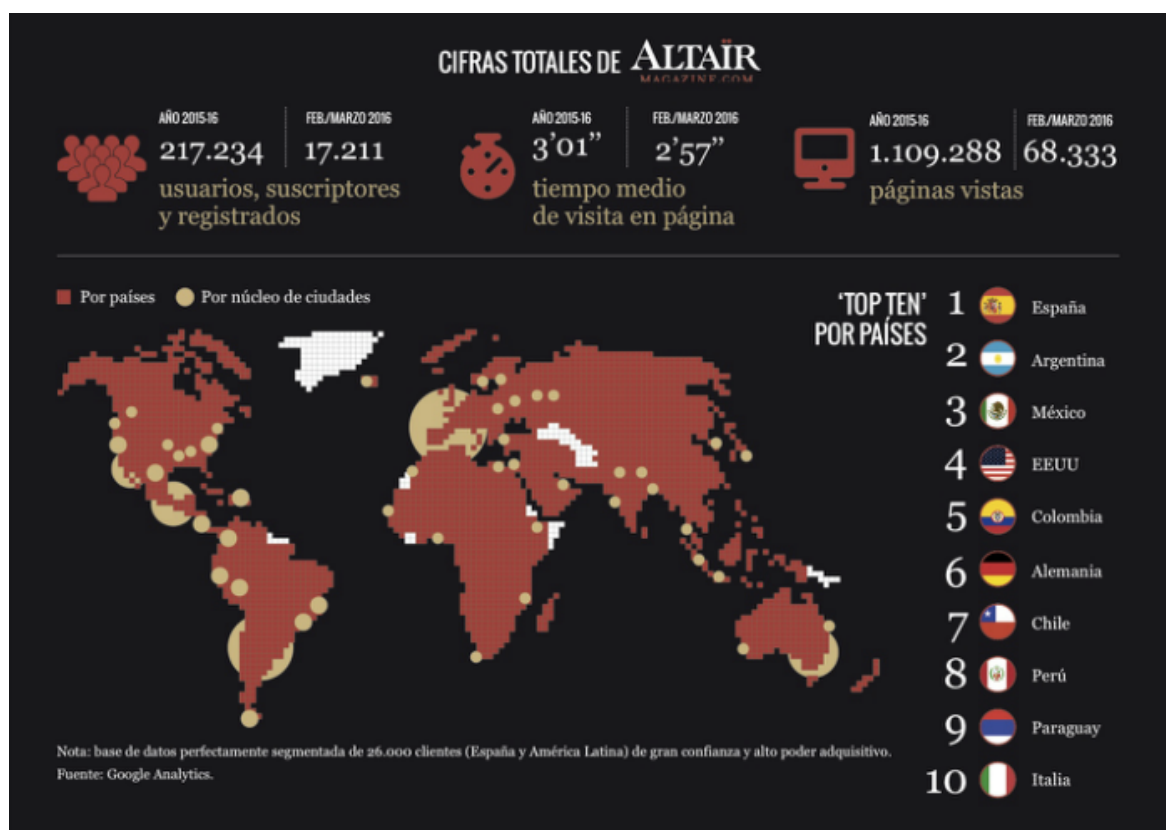 CIFRAS TOTALES DE ALTAÏR
MAGAZINE.COM
AÑO 2015-16
217.234
FEB./MARZO 2016
17.211
usuarios, suscriptores
y registrados
AÑO 2015-16
3’01”
FEB./MARZO 2016
2’57”
tiempo medio
de visita en página
AÑO 2015-16
1.109.288
FEB./MARZO 2016
68.333
páginas vistas
Por países
Por núcleo de ciudades
‘TOP TEN’
POR PAÍSES
1 España
2 Argentina
3 México
4 EEUU
5 Colombia
6 Alemania
7 Chile
8 Perú
9 Paraguay
10 Italia
Nota: base de datos perfectamente segmentada de 26.000 clientes (España y América Latina) de gran confianza y alto poder adquisitivo.
Fuente: Google Analytics.